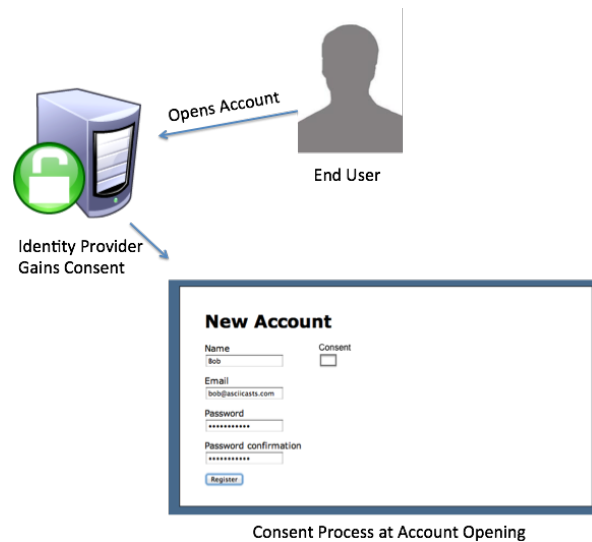 Opens Account
End User
Identity Provider
Gains Consent
New Account
Name
Consent
Bob
Email
bob@asciicasts.com
Password
•••••••••••
Password confirmation
•••••••••••
Register
Consent Process at Account Opening